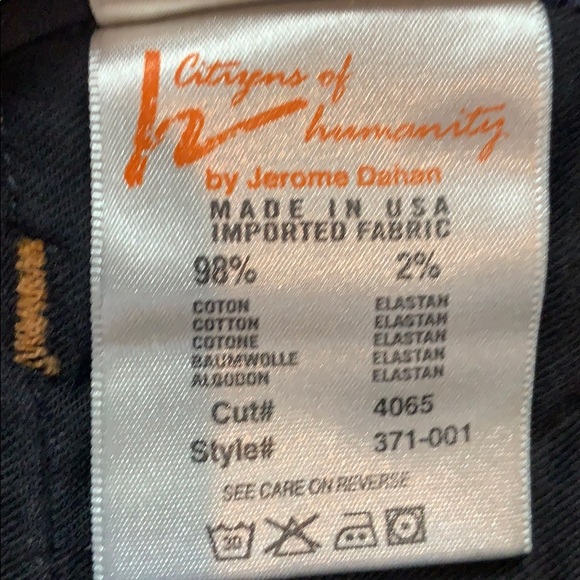 Citizens of
humanity
by Jerome Dahan
MADE IN USA
IMPORTED FABRIC
98% 2%
COTON ELASTAN
COTTON ELASTAN
COTONE ELASTAN
BAUMWOLLE ELASTAN
ALGODON ELASTAN
Cut# 4065
Style# 371-001
SEE CARE ON REVERSE
30